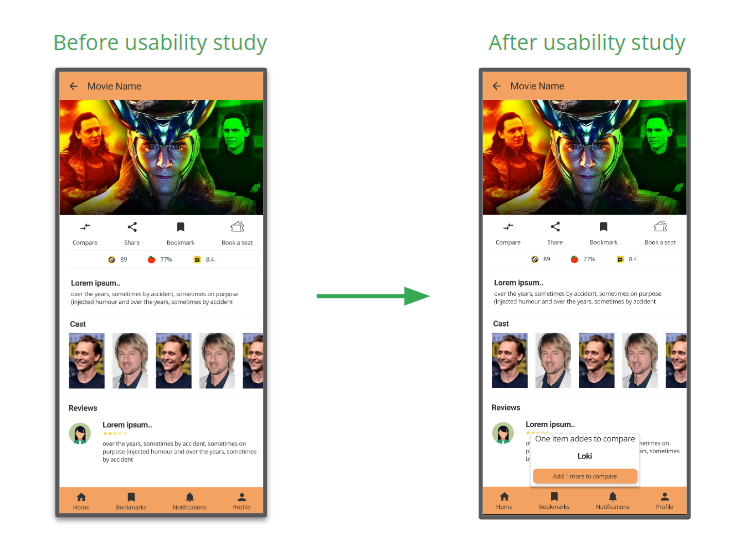 Before usability study
After usability study
Movie Name
Compare Share Bookmark Book a seat
89 77% 8.4
Lorem ipsum..
over the years, sometimes by accident, sometimes on purpose
(injected humour and over the years, sometimes by accident
Cast
Reviews
Lorem ipsum..
over the years, sometimes by accident, sometimes on
purpose (injected humour and over the years, sometimes
by accident
Home Bookmarks Notifications Profile
Movie Name
Compare Share Bookmark Book a seat
89 77% 8.4
Lorem ipsum..
over the years, sometimes by accident, sometimes on purpose
(injected humour and over the years, sometimes by accident
Cast
Reviews
Lorem ipsum..
One item addes to compare
Loki
Add 1 more to compare
Home Bookmarks Notifications Profile